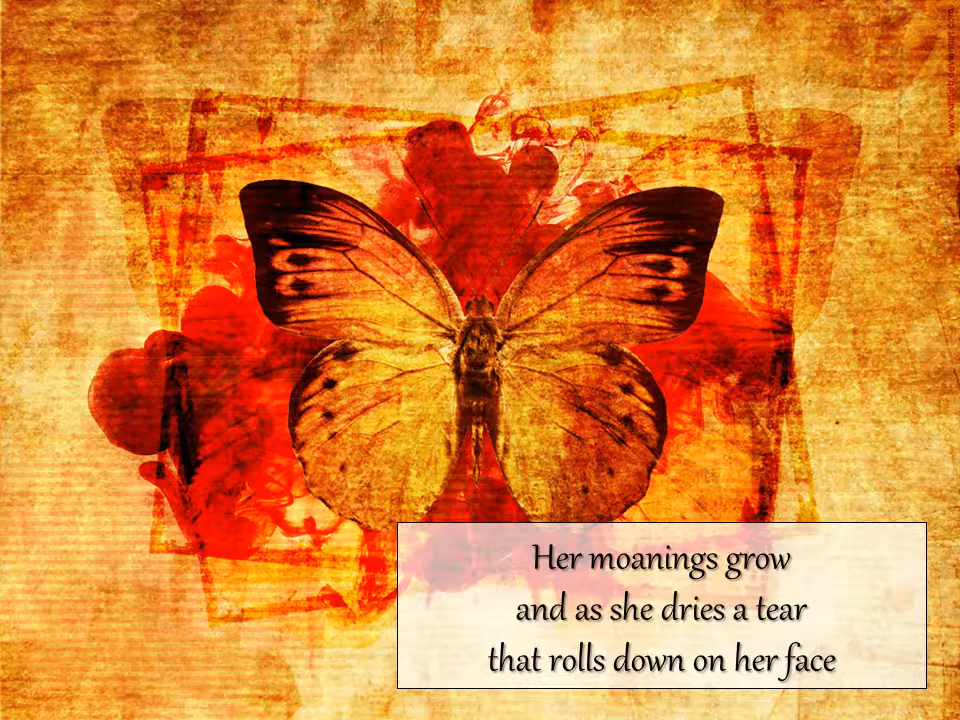 Her moanings grow
and as she dries a tear
that rolls down on her face